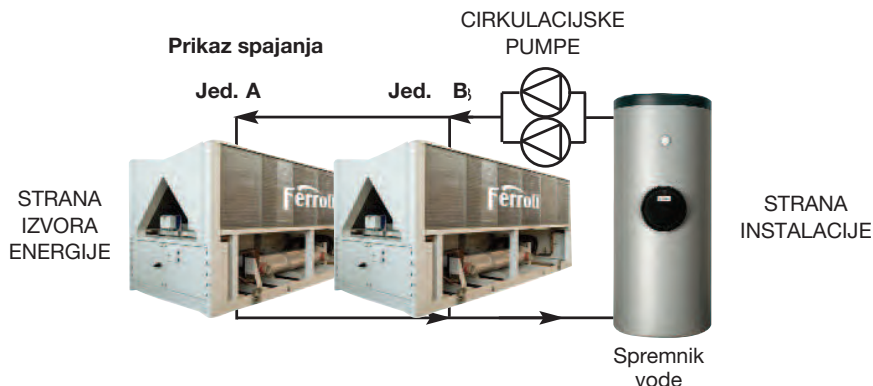 CIRKULACIJSKE
PUMPE
Prikaz spajanja
Jed. A
Jed. B
Ferroli
Ferroli
STRANA
IZVORA
ENERGIJE
STRANA
INSTALACIJE
Spremnik
vode